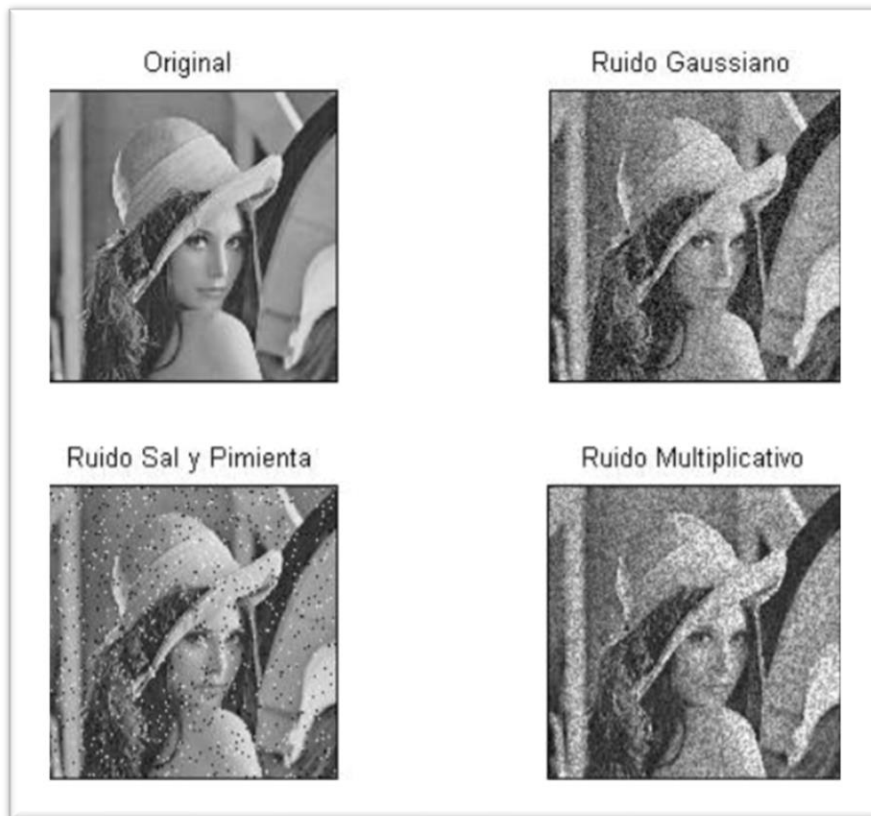 Original
Ruido Gaussiano
Ruido Sal y Pimienta
Ruido Multiplicativo